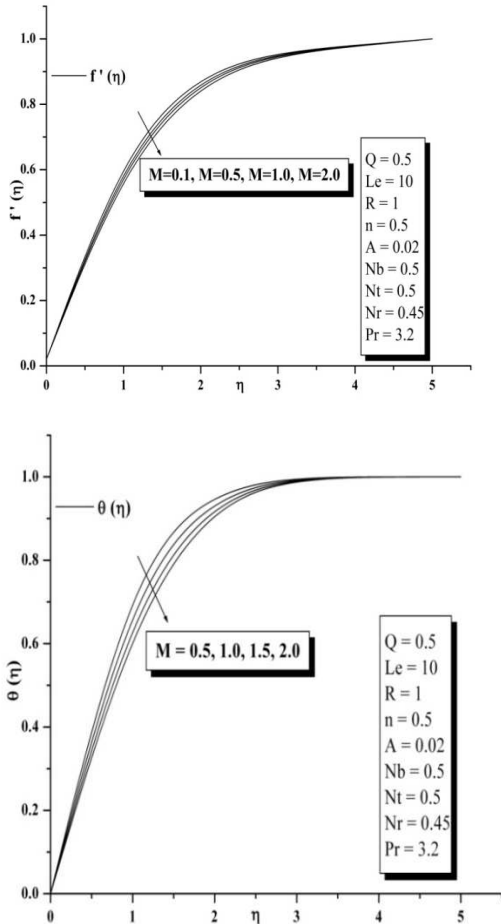 1.0
0.8
0.6
0.4
0.2
0.0
f ' (η)
f ' (η)
M=0.1, M=0.5, M=1.0, M=2.0
Q = 0.5
Le = 10
R = 1
n = 0.5
A = 0.02
Nb = 0.5
Nt = 0.5
Nr = 0.45
Pr = 3.2
0 1 2 3 4 5
η
1.0
0.8
0.6
0.4
0.2
0.0
θ (η)
θ (η)
M = 0.5, 1.0, 1.5, 2.0
Q = 0.5
Le = 10
R = 1
n = 0.5
A = 0.02
Nb = 0.5
Nt = 0.5
Nr = 0.45
Pr = 3.2
0 1 2 3 4 5
η